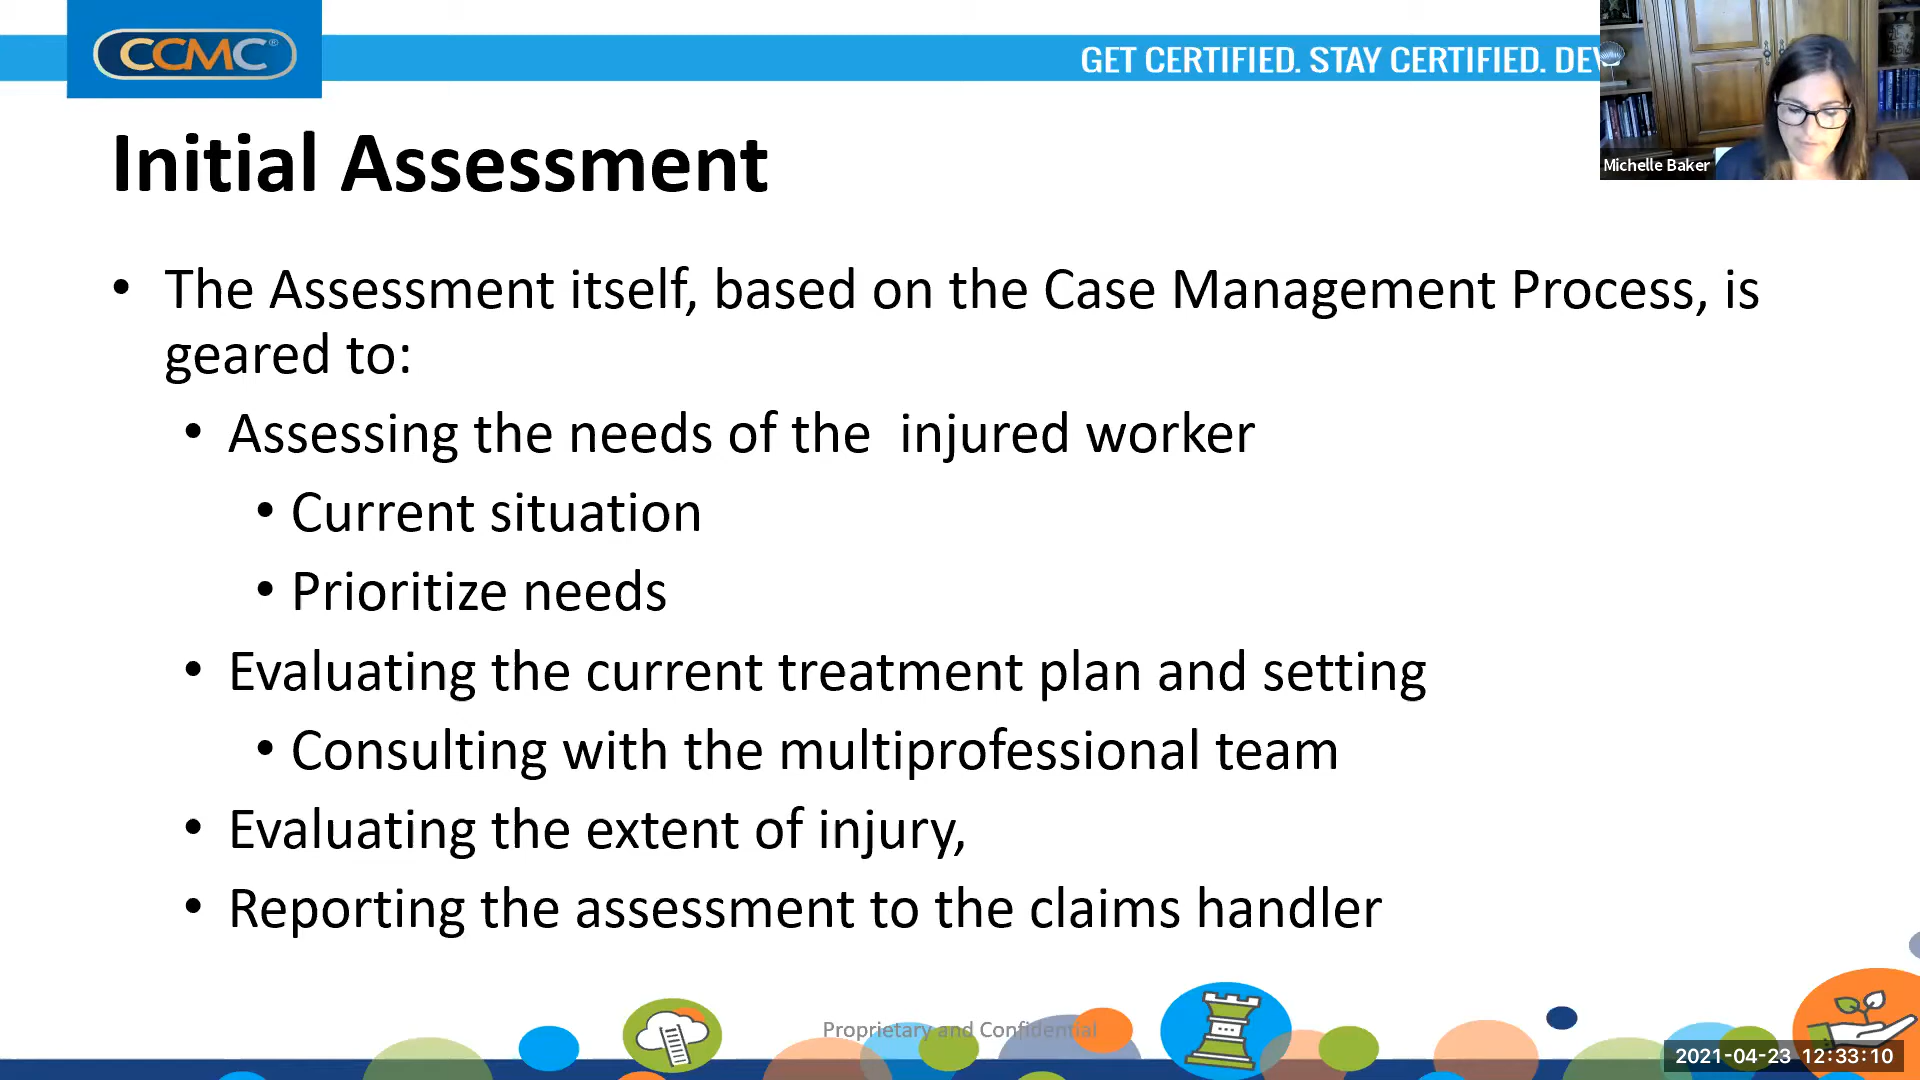 CCMC®
GET CERTIFIED. STAY CERTIFIED. DEV
Michelle Baker
Initial Assessment
• The Assessment itself, based on the Case Management Process, is
geared to:
• Assessing the needs of the  injured worker
• Current situation
• Prioritize needs
• Evaluating the current treatment plan and setting
• Consulting with the multiprofessional team
• Evaluating the extent of injury,
• Reporting the assessment to the claims handler
Proprietary and Confidential
2021-04-23 12:33:10